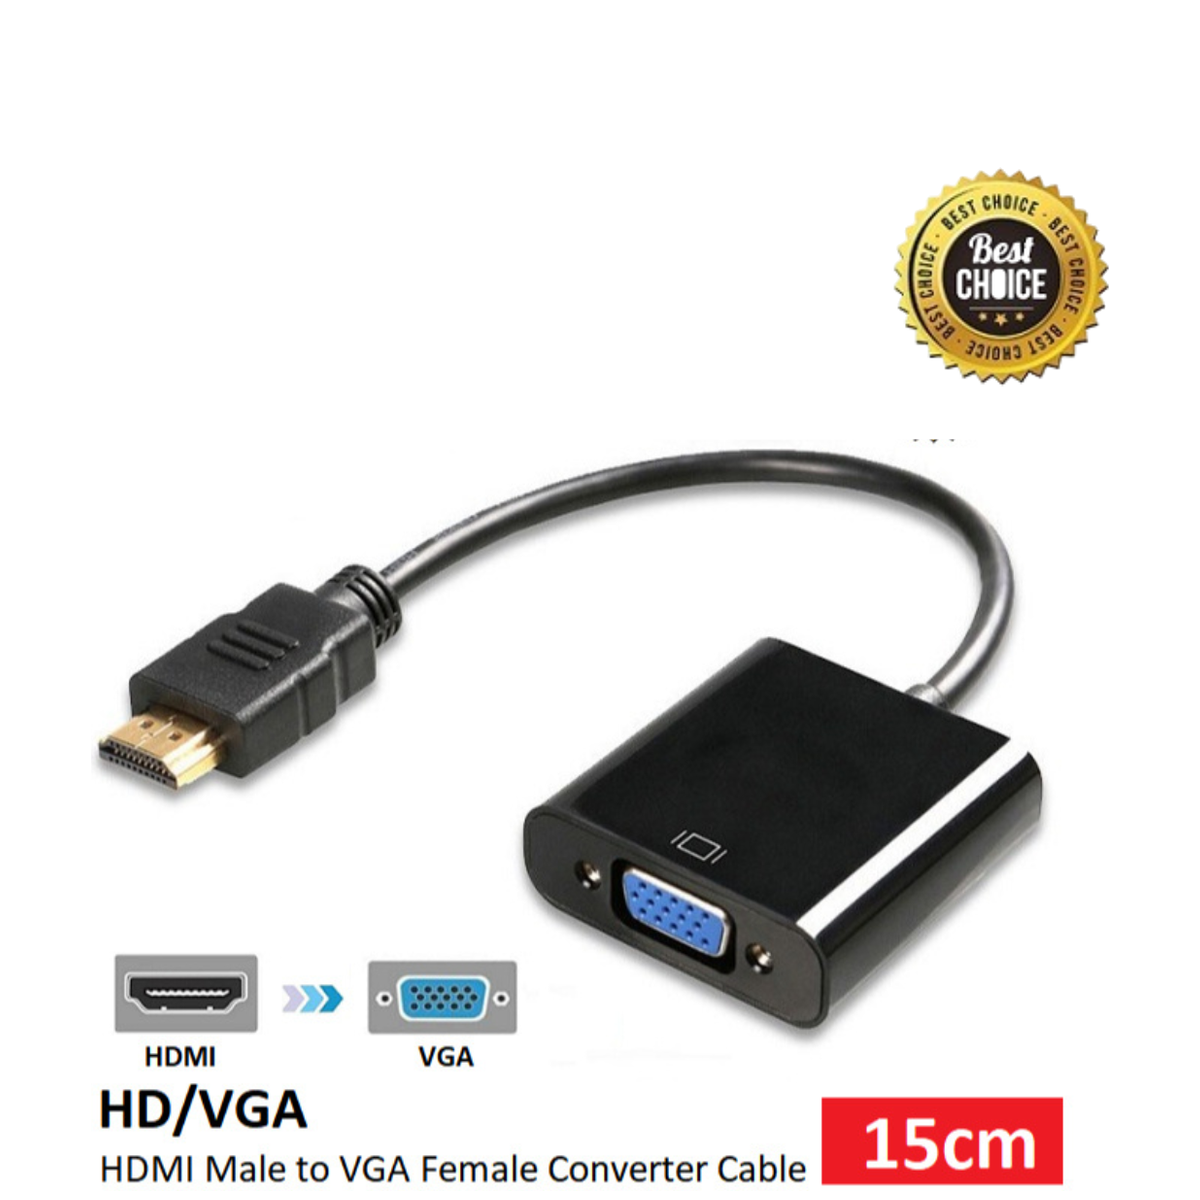 BEST CHOICE · BEST CHOICE · BEST CHOICE · BEST CHOICE ·
Best
CHOICE
HDMI
VGA
HD/VGA
HDMI Male to VGA Female Converter Cable
15cm